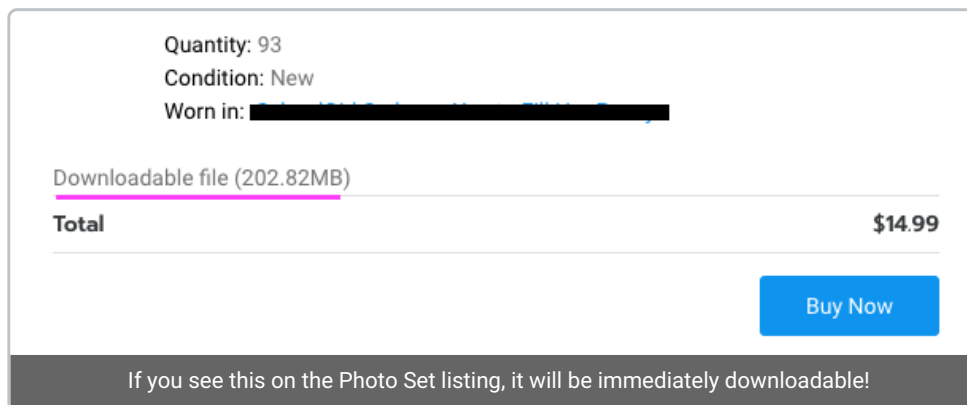 Quantity: 93
Condition: New
Worn in:
Downloadable file (202.82MB)
Total $14.99
Buy Now
If you see this on the Photo Set listing, it will be immediately downloadable!